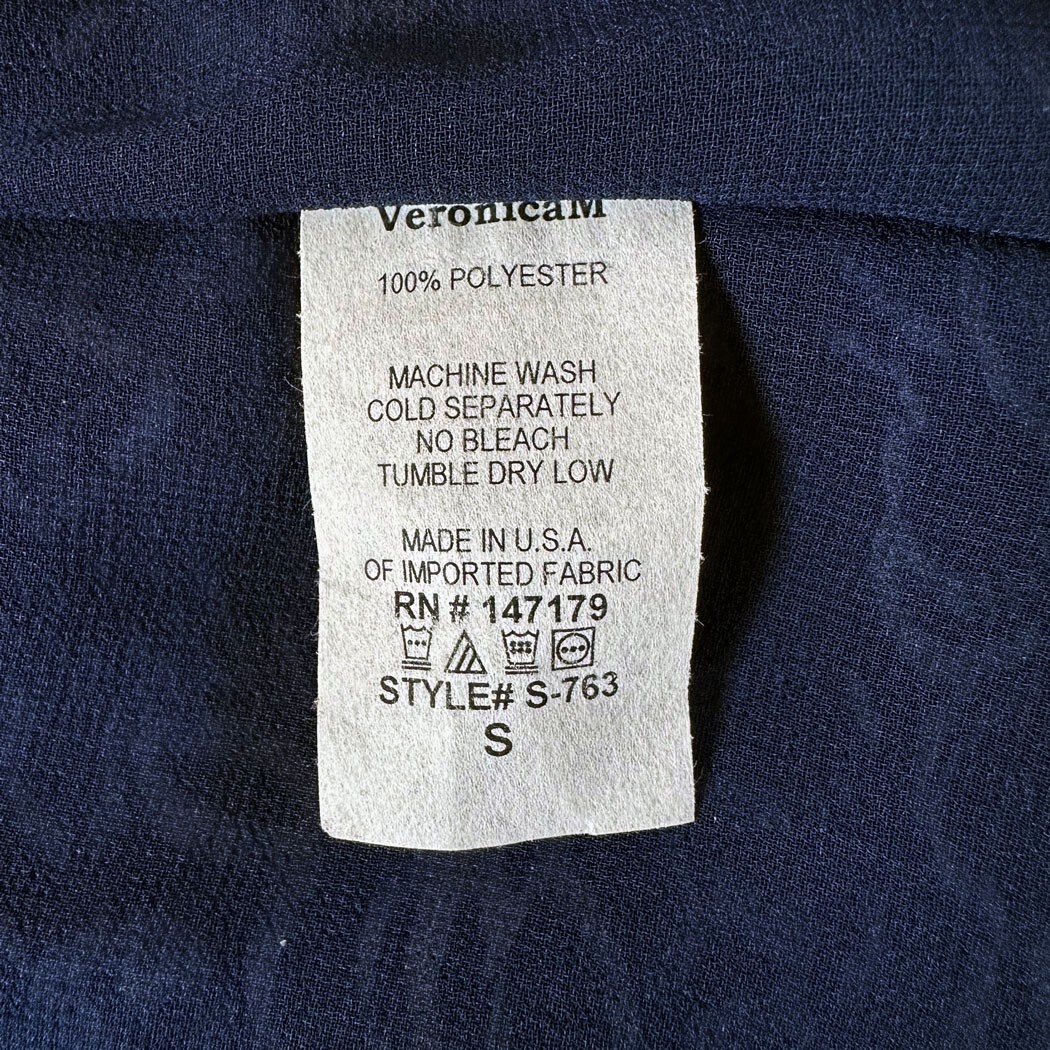 VeronicaM
100% POLYESTER
MACHINE WASH
COLD SEPARATELY
NO BLEACH
TUMBLE DRY LOW
MADE IN U.S.A.
OF IMPORTED FABRIC
RN # 147179
STYLE# S-763
S